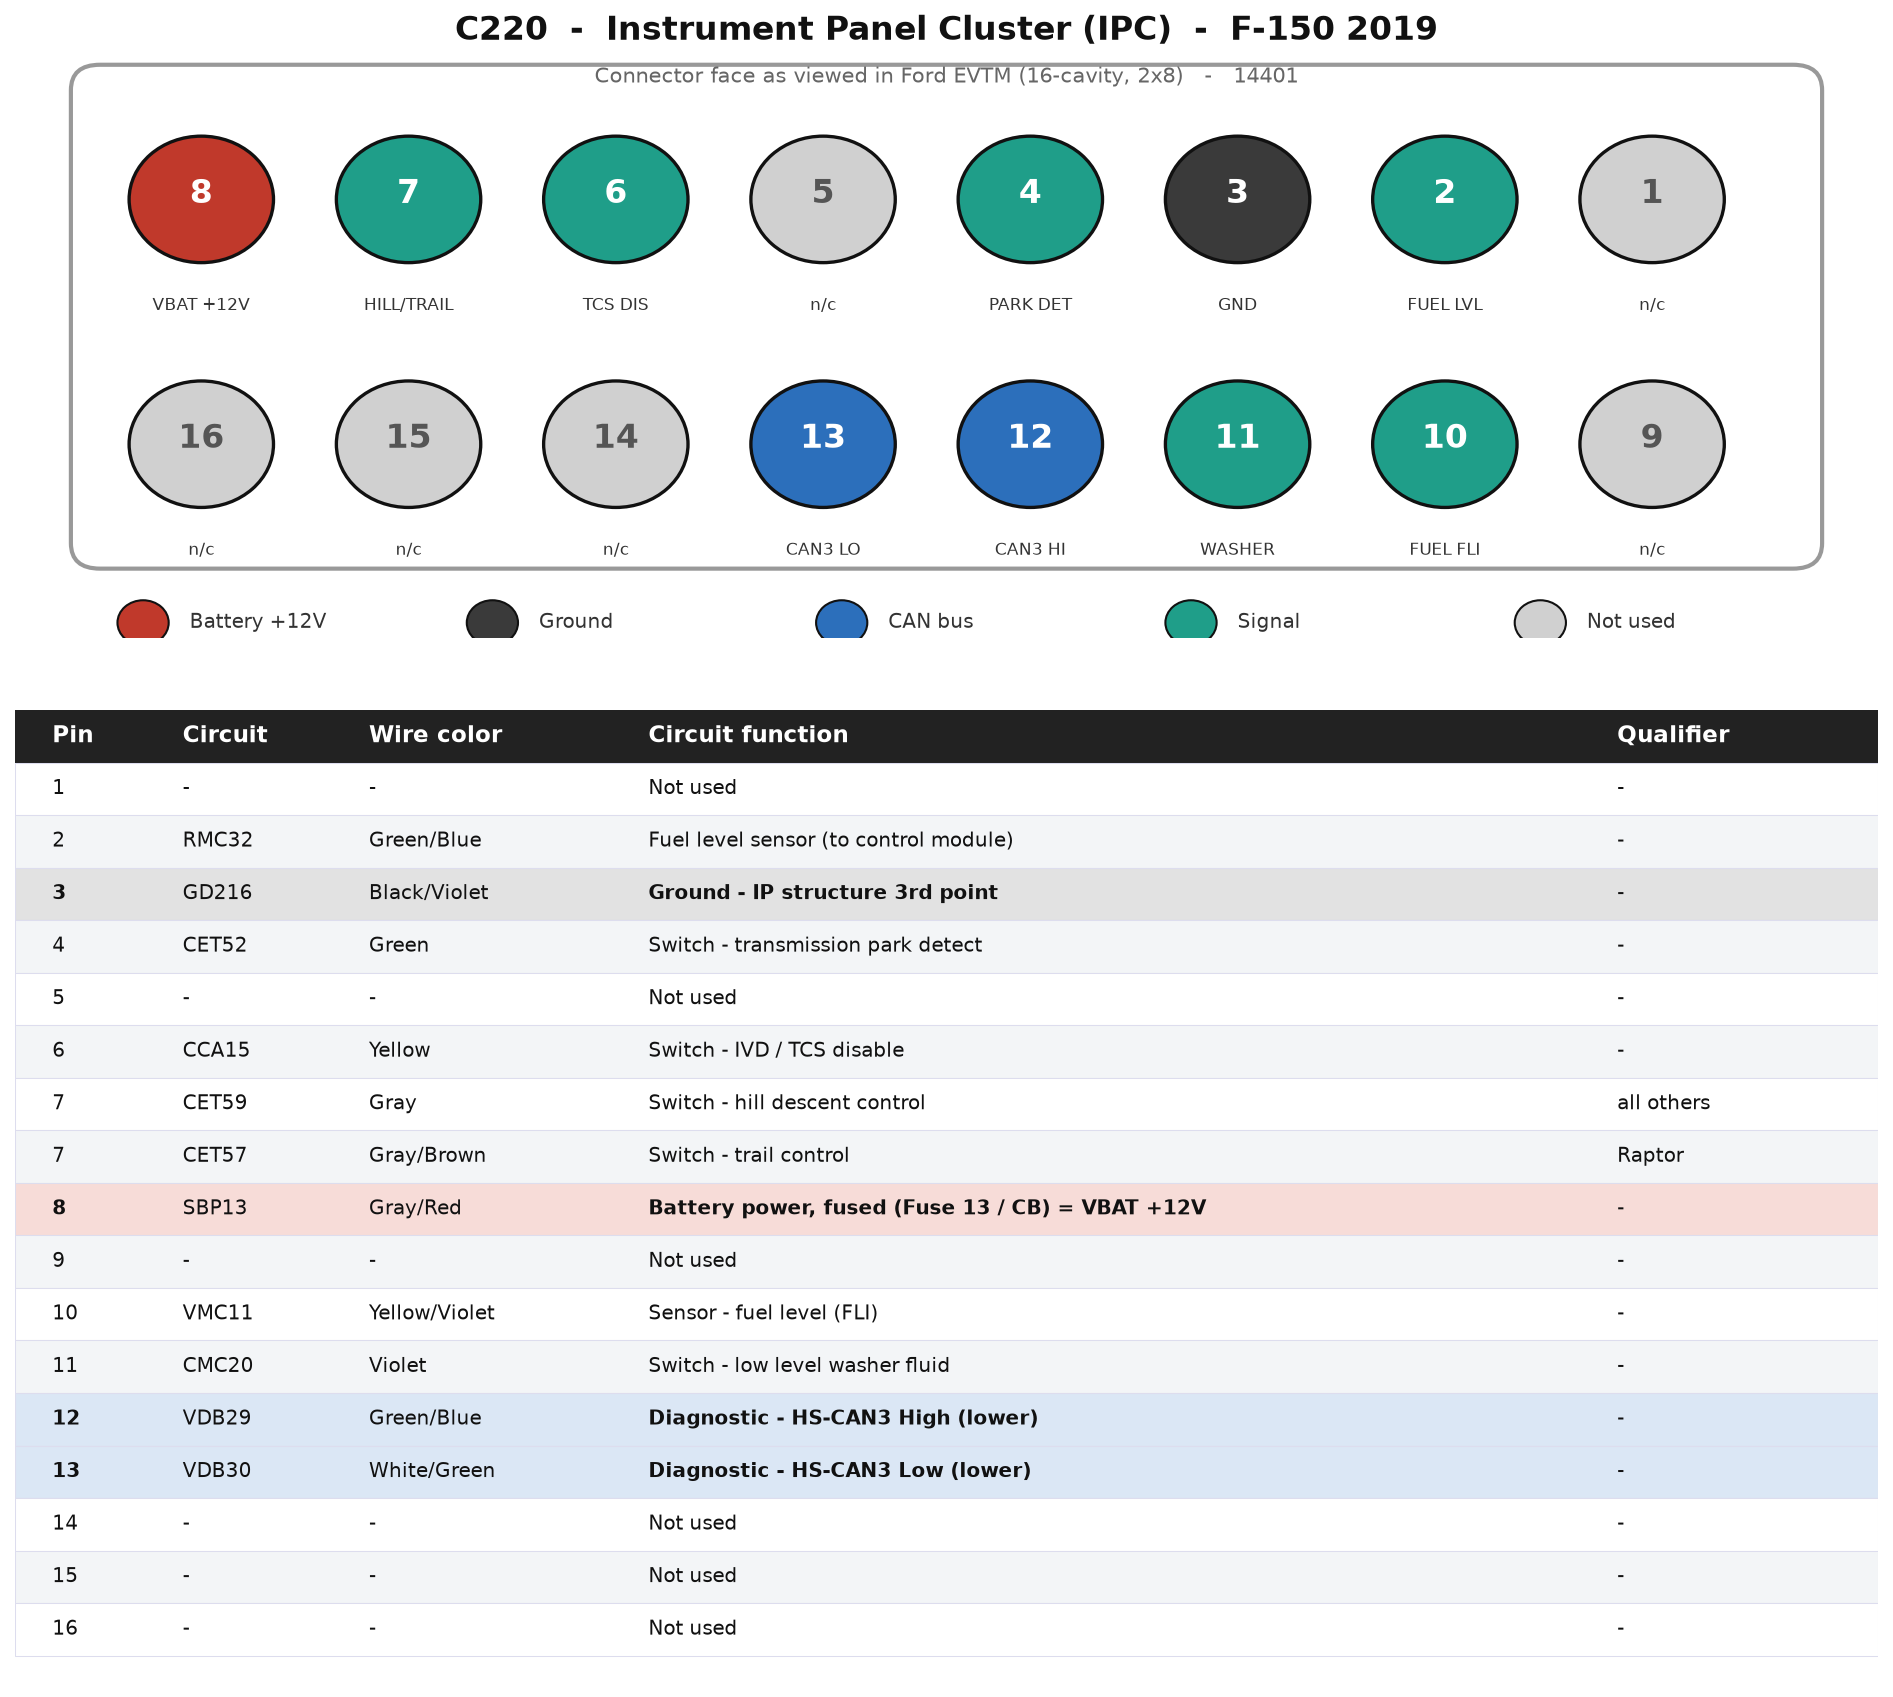 C220 - Instrument Panel Cluster (IPC) - F-150 2019
Connector face as viewed in Ford EVTM (16-cavity, 2x8) - 14401
8 7 6 5 4 3 2 1
VBAT +12V HILL/TRAIL TCS DIS n/c PARK DET GND FUEL LVL n/c
16 15 14 13 12 11 10 9
n/c n/c n/c CAN3 LO CAN3 HI WASHER FUEL FLI n/c
Battery +12V Ground CAN bus Signal Not used
Pin Circuit Wire color Circuit function Qualifier
1 - - Not used -
2 RMC32 Green/Blue Fuel level sensor (to control module) -
3 GD216 Black/Violet Ground - IP structure 3rd point -
4 CET52 Green Switch - transmission park detect -
5 - - Not used -
6 CCA15 Yellow Switch - IVD / TCS disable -
7 CET59 Gray Switch - hill descent control all others
7 CET57 Gray/Brown Switch - trail control Raptor
8 SBP13 Gray/Red Battery power, fused (Fuse 13 / CB) = VBAT +12V -
9 - - Not used -
10 VMC11 Yellow/Violet Sensor - fuel level (FLI) -
11 CMC20 Violet Switch - low level washer fluid -
12 VDB29 Green/Blue Diagnostic - HS-CAN3 High (lower) -
13 VDB30 White/Green Diagnostic - HS-CAN3 Low (lower) -
14 - - Not used -
15 - - Not used -
16 - - Not used -